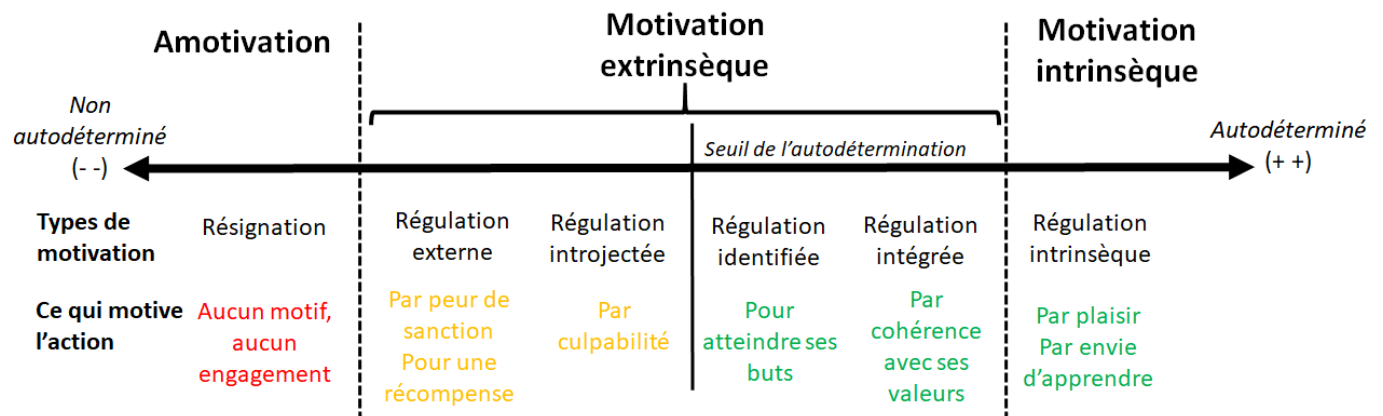 Amotivation
Motivation
extrinsèque
Motivation
intrinsèque
Non
autodéterminé
(- -)
Seuil de l’autodétermination
Autodéterminé
(+ +)
Types de
motivation
Résignation
Régulation
externe
Régulation
introjectée
Régulation
identifiée
Régulation
intégrée
Régulation
intrinsèque
Ce qui motive
l’action
Aucun motif,
aucun
engagement
Par peur de
sanction
Pour une
récompense
Par
culpabilité
Pour
atteindre ses
buts
Par
cohérence
avec ses
valeurs
Par plaisir
Par envie
d’apprendre